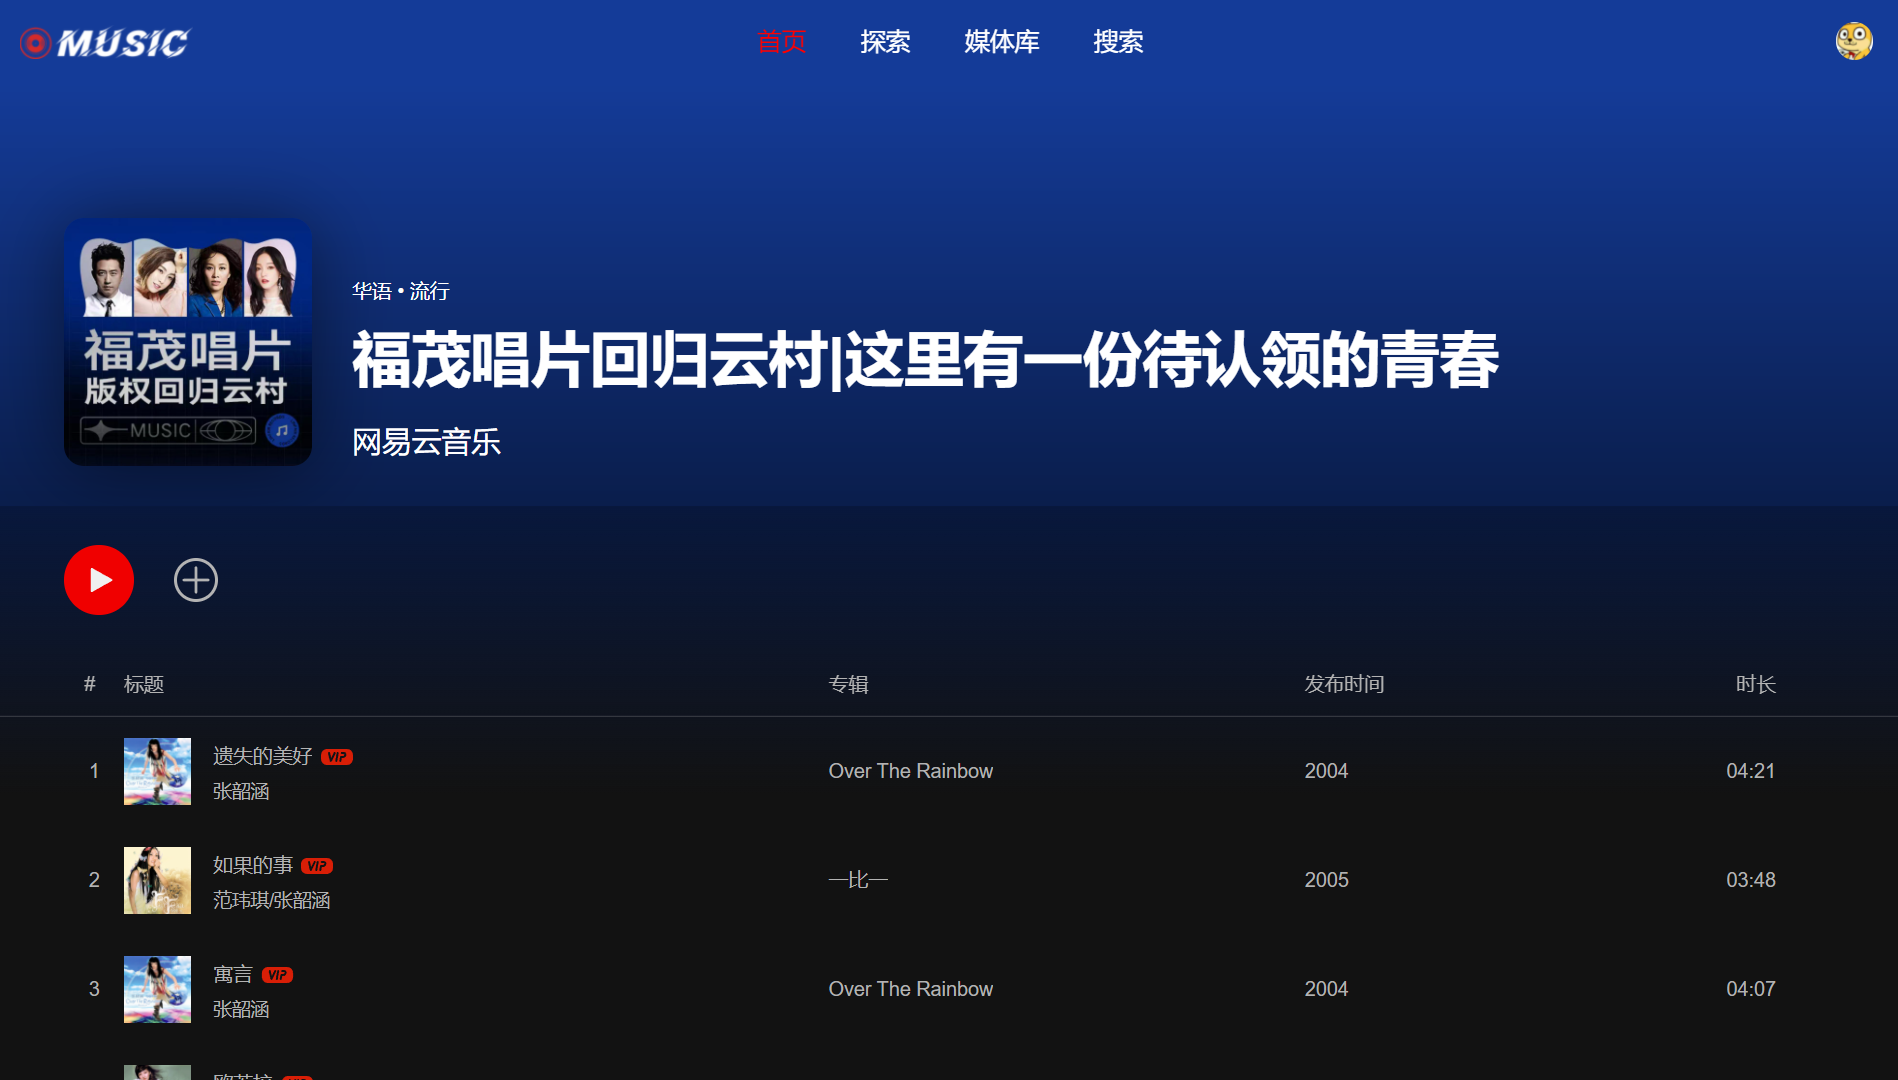 MUSIC
首页 探索 媒体库 搜索
福茂唱片
版权回归云村
MUSIC
华语 • 流行
福茂唱片回归云村|这里有一份待认领的青春
网易云音乐
# 标题 专辑 发布时间 时长
1 遗失的美好 VIP Over The Rainbow 2004 04:21
张韶涵
2 如果的事 VIP 一比一 2005 03:48
范玮琪/张韶涵
3 寓言 VIP Over The Rainbow 2004 04:07
张韶涵